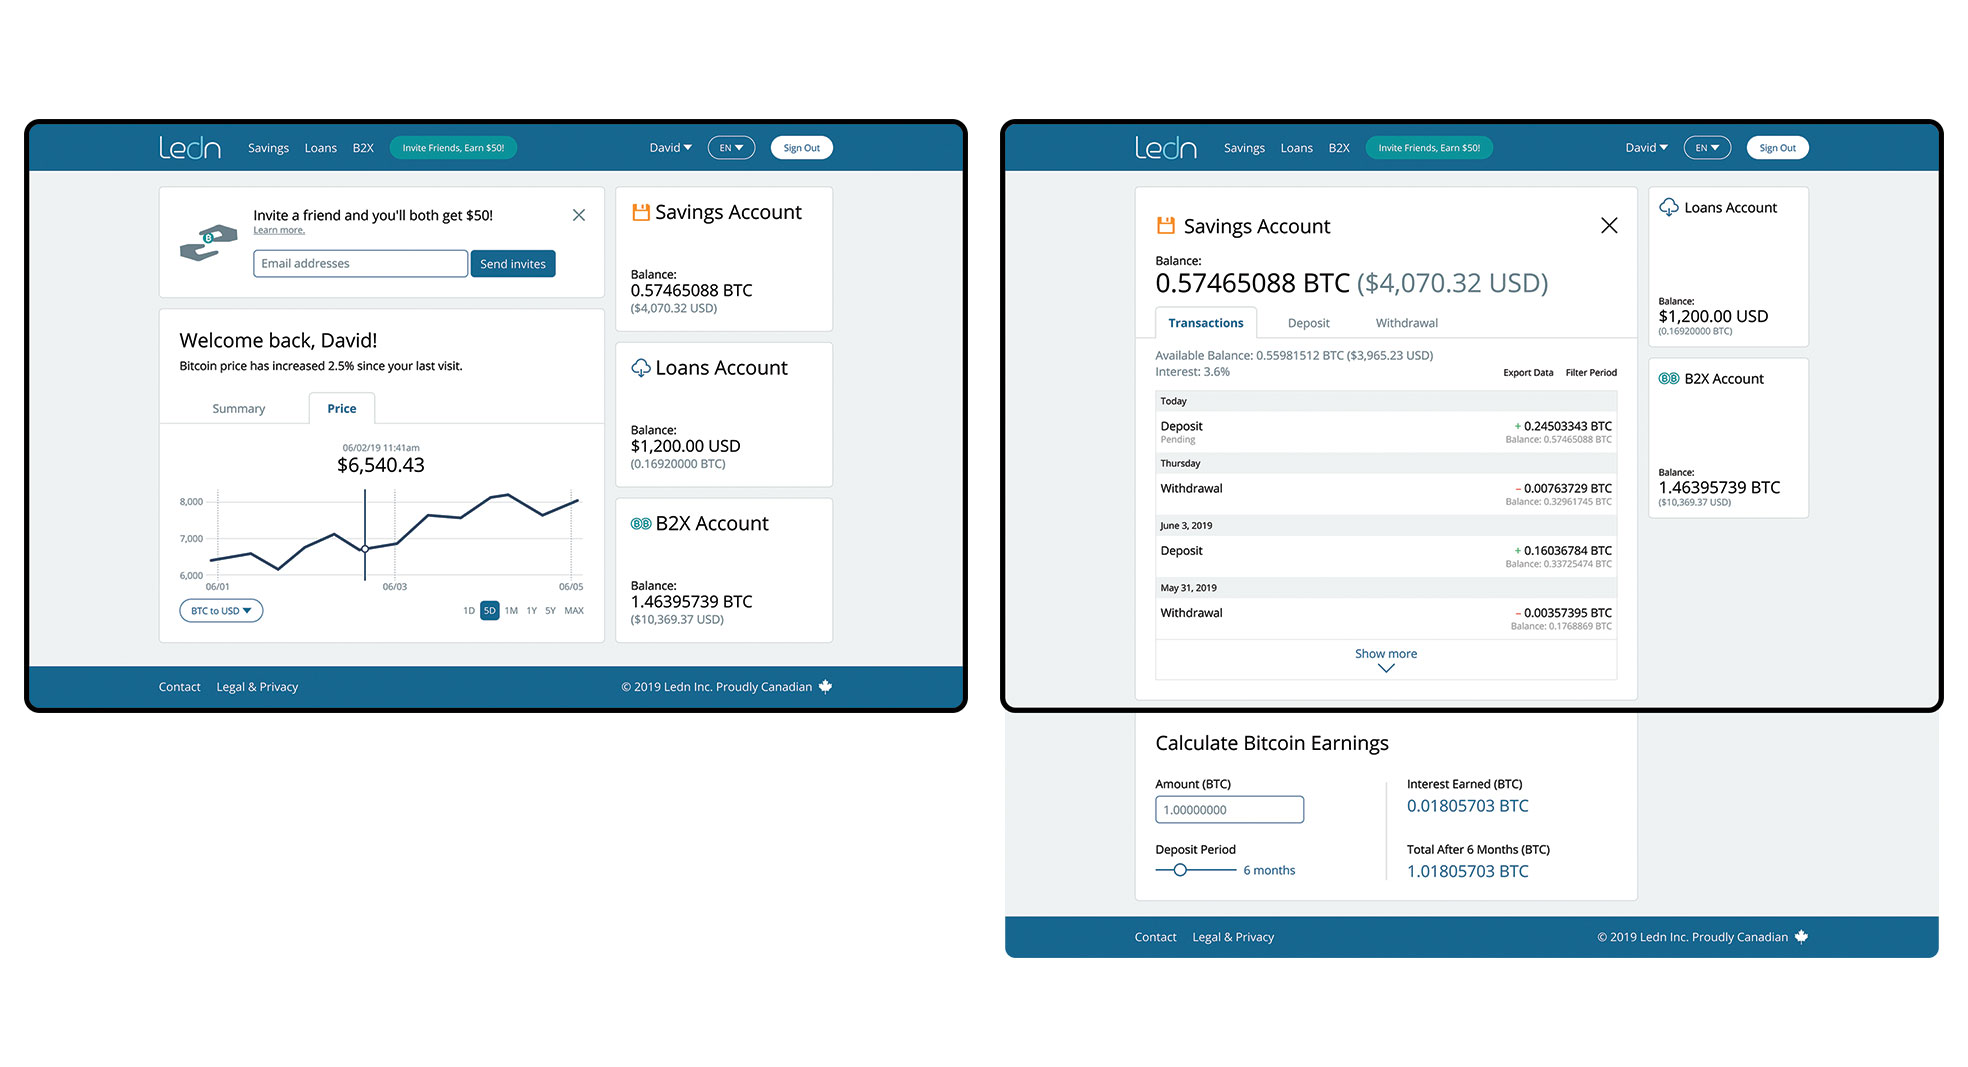 Ledn Savings Loans B2X Invite Friends, Earn $50! David EN Sign Out
Invite a friend and you'll both get $50!
Learn more.
Email addresses Send invites
Welcome back, David!
Bitcoin price has increased 2.5% since your last visit.
Summary Price
06/02/19 11:41am
$6,540.43
8,000
7,000
6,000
06/01 06/03 06/05
BTC to USD 1D 5D 1M 1Y 5Y MAX
Savings Account
Balance:
0.57465088 BTC
($4,070.32 USD)
Loans Account
Balance:
$1,200.00 USD
(0.16920000 BTC)
B2X Account
Balance:
1.46395739 BTC
($10,369.37 USD)
Contact Legal & Privacy © 2019 Ledn Inc. Proudly Canadian
Ledn Savings Loans B2X Invite Friends, Earn $50! David EN Sign Out
Savings Account
Balance:
0.57465088 BTC ($4,070.32 USD)
Transactions Deposit Withdrawal
Available Balance: 0.55981512 BTC ($3,965.23 USD)
Interest: 3.6% Export Data Filter Period
Today
Deposit + 0.24503343 BTC
Pending Balance: 0.57465088 BTC
Thursday
Withdrawal – 0.00763729 BTC
Balance: 0.32961745 BTC
June 3, 2019
Deposit + 0.16036784 BTC
Balance: 0.33725474 BTC
May 31, 2019
Withdrawal – 0.00357395 BTC
Balance: 0.1768869 BTC
Show more
Loans Account
Balance:
$1,200.00 USD
(0.16920000 BTC)
B2X Account
Balance:
1.46395739 BTC
($10,369.37 USD)
Calculate Bitcoin Earnings
Amount (BTC)
1.00000000
Deposit Period
6 months
Interest Earned (BTC)
0.01805703 BTC
Total After 6 Months (BTC)
1.01805703 BTC
Contact Legal & Privacy © 2019 Ledn Inc. Proudly Canadian